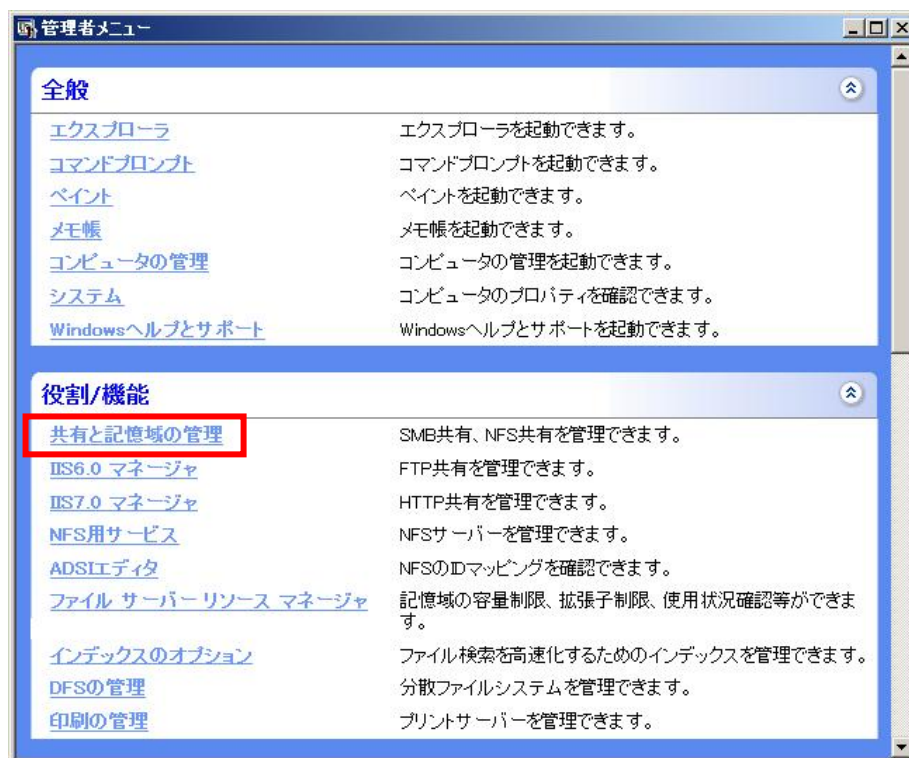 管理者メニュー
全般
エクスプローラ エクスプローラを起動できます。
コマンドプロンプト コマンドプロンプトを起動できます。
ペイント ペイントを起動できます。
メモ帳 メモ帳を起動できます。
コンピュータの管理 コンピュータの管理を起動できます。
システム コンピュータのプロパティを確認できます。
Windowsヘルプとサポート Windowsヘルプとサポートを起動できます。
役割/機能
共有と記憶域の管理 SMB共有、NFS共有を管理できます。
IIS6.0 マネージャ FTP共有を管理できます。
IIS7.0 マネージャ HTTP共有を管理できます。
NFS用サービス NFSサーバーを管理できます。
ADSIエディタ NFSのIDマッピングを確認できます。
ファイル サーバー リソース マネージャ 記憶域の容量制限、拡張子制限、使用状況確認等ができま
す。
インデックスのオプション ファイル検索を高速化するためのインデックスを管理できます。
DFSの管理 分散ファイルシステムを管理できます。
印刷の管理 プリントサーバーを管理できます。